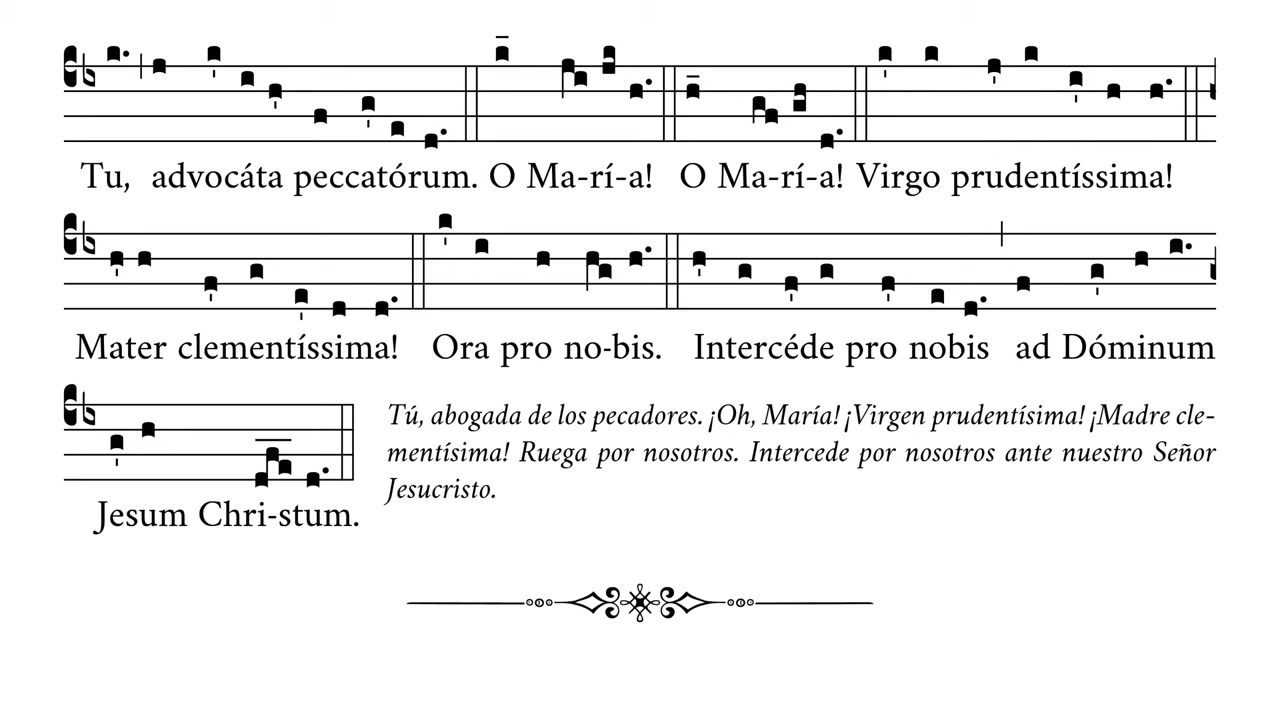 Tu, advocáta peccatórum. O Ma-rí-a! O Ma-rí-a! Virgo prudentíssima!
Mater clementíssima! Ora pro no-bis. Intercéde pro nobis ad Dóminum
Jesum Chri-stum.
Tú, abogada de los pecadores. ¡Oh, María! ¡Virgen prudentísima! ¡Madre cle-
mentísima! Ruega por nosotros. Intercede por nosotros ante nuestro Señor
Jesucristo.